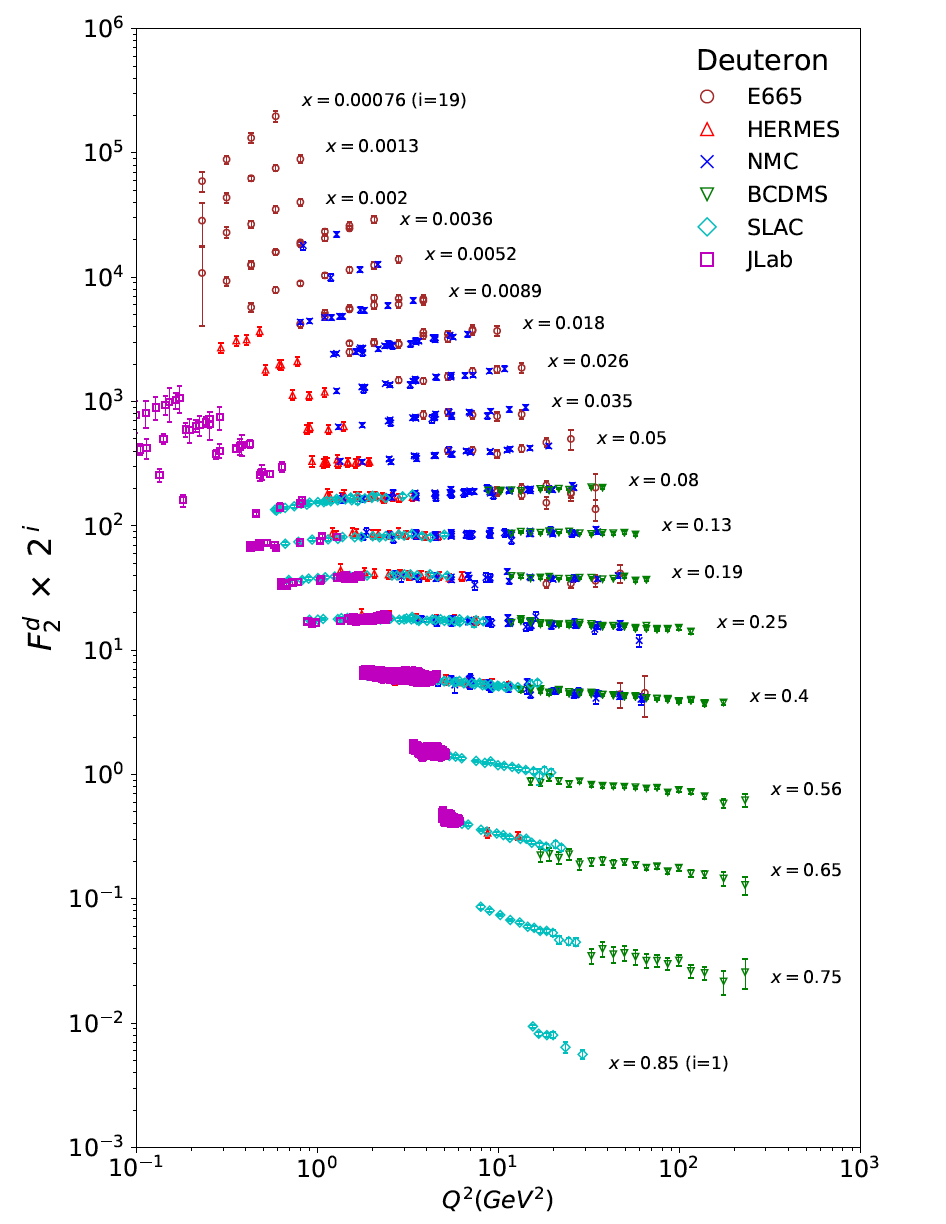 10^6
10^5
10^4
10^3
10^2
10^1
10^0
10^−1
10^−2
10^−3
F_2^d × 2^i
10^−1
10^0
10^1
10^2
10^3
Q^2(GeV^2)
Deuteron
E665
HERMES
NMC
BCDMS
SLAC
JLab
x = 0.00076 (i=19)
x = 0.0013
x = 0.002
x = 0.0036
x = 0.0052
x = 0.0089
x = 0.018
x = 0.026
x = 0.035
x = 0.05
x = 0.08
x = 0.13
x = 0.19
x = 0.25
x = 0.4
x = 0.56
x = 0.65
x = 0.75
x = 0.85 (i=1)